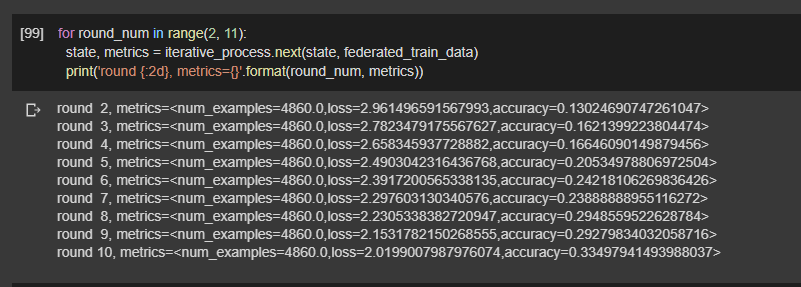 [99] for round_num in range(2, 11):
state, metrics = iterative_process.next(state, federated_train_data)
print('round {:2d}, metrics={}'.format(round_num, metrics))
round  2, metrics=<num_examples=4860.0,loss=2.961496591567993,accuracy=0.13024690747261047>
round  3, metrics=<num_examples=4860.0,loss=2.7823479175567627,accuracy=0.1621399223804474>
round  4, metrics=<num_examples=4860.0,loss=2.658345937728882,accuracy=0.16646090149879456>
round  5, metrics=<num_examples=4860.0,loss=2.4903042316436768,accuracy=0.20534978806972504>
round  6, metrics=<num_examples=4860.0,loss=2.3917200565338135,accuracy=0.24218106269836426>
round  7, metrics=<num_examples=4860.0,loss=2.297603130340576,accuracy=0.23888888955116272>
round  8, metrics=<num_examples=4860.0,loss=2.2305338382720947,accuracy=0.2948559522628784>
round  9, metrics=<num_examples=4860.0,loss=2.1531782150268555,accuracy=0.29279834032058716>
round 10, metrics=<num_examples=4860.0,loss=2.0199007987976074,accuracy=0.33497941493988037>